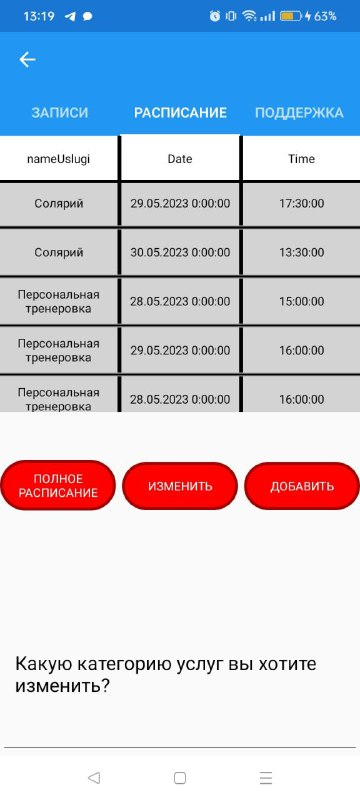 13:19 63%
ЗАПИСИ РАСПИСАНИЕ ПОДДЕРЖКА
nameUslugi Date Time
Солярий 29.05.2023 0:00:00 17:30:00
Солярий 30.05.2023 0:00:00 13:30:00
Персональная
тренеровка 28.05.2023 0:00:00 15:00:00
Персональная
тренеровка 29.05.2023 0:00:00 16:00:00
Персональная
тренеровка 28.05.2023 0:00:00 16:00:00
ПОЛНОЕ
РАСПИСАНИЕ ИЗМЕНИТЬ ДОБАВИТЬ
Какую категорию услуг вы хотите
изменить?